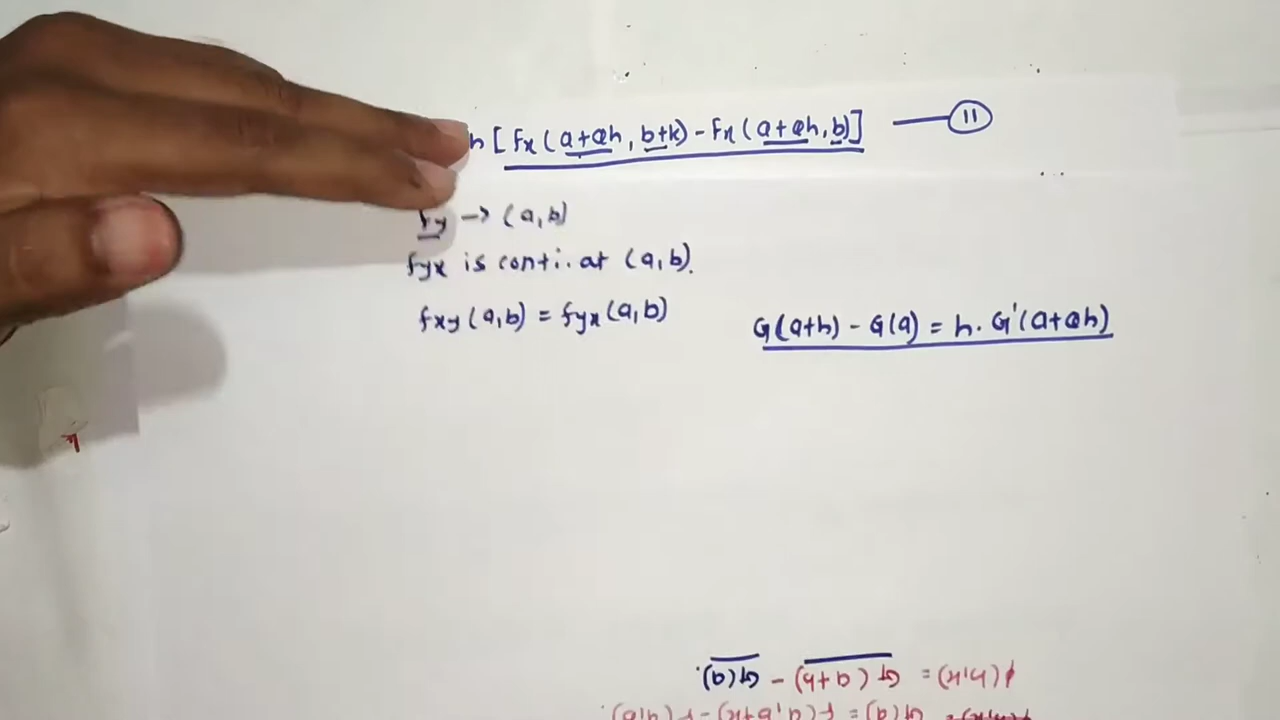 h [ fx ( a+θh , b+k) - fx ( a+θh, b) ] — 11
fy → (a, b)
fyx is conti. at (a, b).
fxy (a, b) = fyx (a, b)
G(a+h) - G(a) = h. G'(a+θh)
ϕ(h,k) = G(a+h) - G(a).
G(a) = f(a,b+k) - f(a,b)